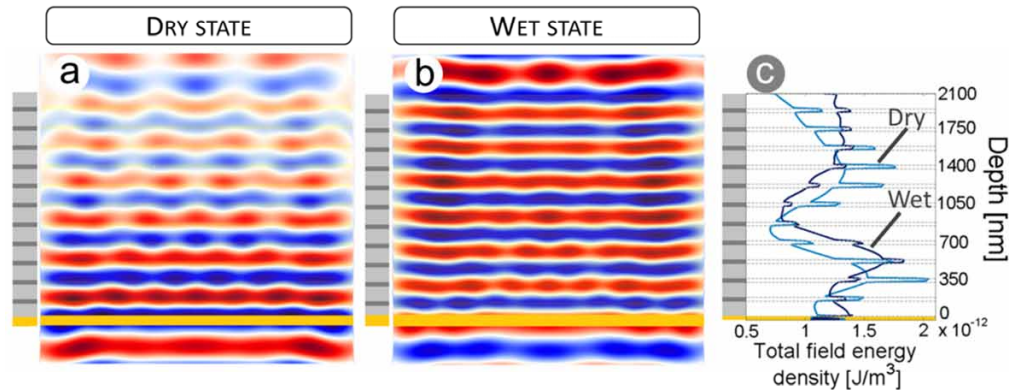 DRY STATE
WET STATE
a
b
c
Dry
Wet
2100
1750
1400
1050
700
350
0
Depth [nm]
0.5 1 1.5 2 x 10⁻¹²
Total field energy
density [J/m³]